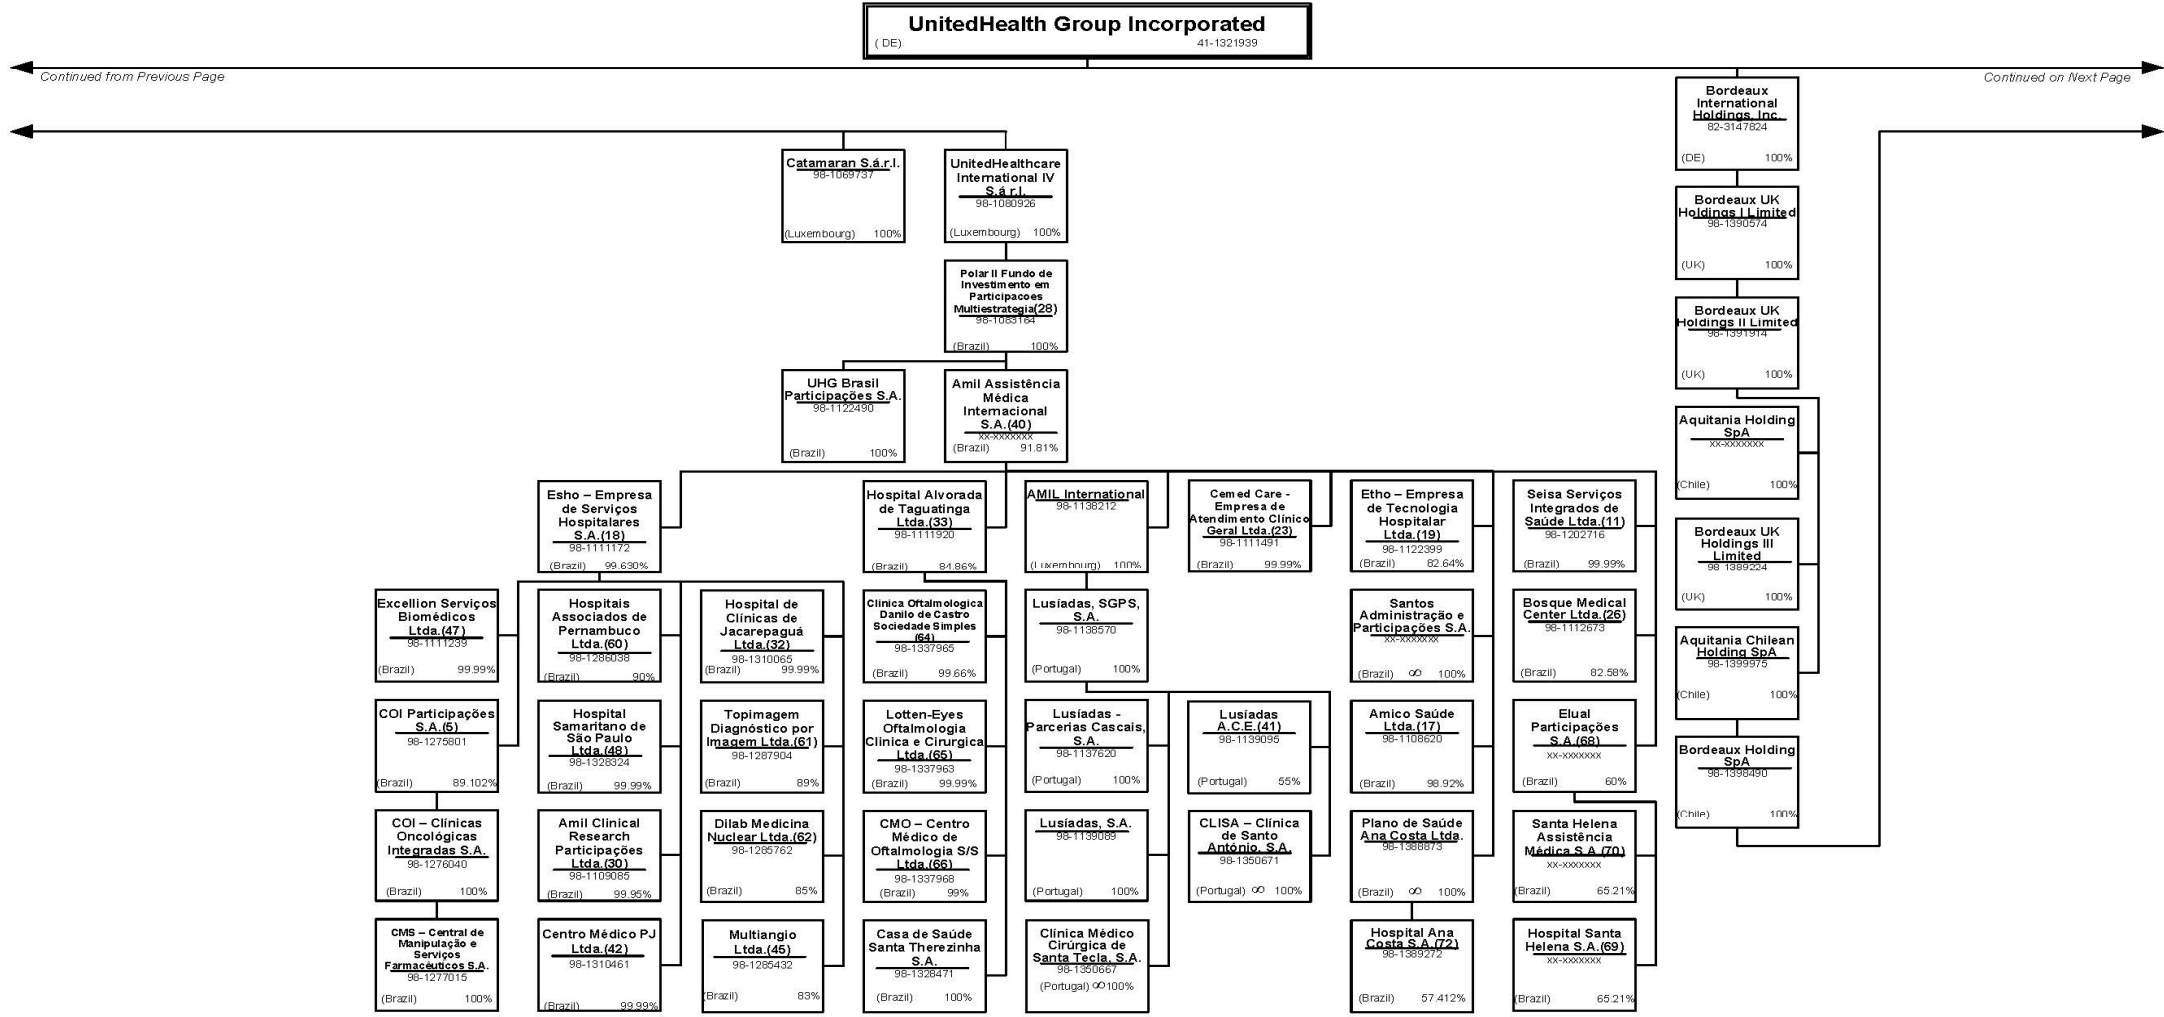 UnitedHealth Group Incorporated
( DE) 41-1321939
Continued from Previous Page
Continued on Next Page
Bordeaux
International
Holdings, Inc.
82-3147824
(DE) 100%
Catamaran S.á.r.l.
98-1069737
(Luxembourg) 100%
UnitedHealthcare
International IV
S.á r.l.
98-1080926
(Luxembourg) 100%
Bordeaux UK
Holdings I Limited
98-1390574
(UK) 100%
Polar II Fundo de
Investimento em
Participacoes
Multiestrategia(28)
98-1083164
(Brazil) 100%
Bordeaux UK
Holdings II Limited
98-1391914
(UK) 100%
UHG Brasil
Participações S.A.
98-1122490
(Brazil) 100%
Amil Assistência
Médica
Internacional
S.A.(40)
xx-xxxxxxx
(Brazil) 91.81%
Aquitania Holding
SpA
xx-xxxxxxx
(Chile) 100%
Esho – Empresa
de Serviços
Hospitalares
S.A.(18)
98-1111172
(Brazil) 99.630%
Hospital Alvorada
de Taguatinga
Ltda.(33)
98-1111920
(Brazil) 84.86%
AMIL International
98-1138212
(Luxembourg) 100%
Cemed Care -
Empresa de
Atendimento Clínico
Geral Ltda.(23)
98-1111491
(Brazil) 99.99%
Etho – Empresa
de Tecnologia
Hospitalar
Ltda.(19)
98-1122399
(Brazil) 82.64%
Seisa Serviços
Integrados de
Saúde Ltda.(11)
98-1202716
(Brazil) 99.99%
Bordeaux UK
Holdings III
Limited
98-1389224
(UK) 100%
Excellion Serviços
Biomédicos
Ltda.(47)
98-1111239
(Brazil) 99.99%
Hospitais
Associados de
Pernambuco
Ltda.(60)
98-1286038
(Brazil) 90%
Hospital de
Clínicas de
Jacarepaguá
Ltda.(32)
98-1310065
(Brazil) 99.99%
Clinica Oftalmologica
Danilo de Castro
Sociedade Simples
(64)
98-1337965
(Brazil) 99.66%
Lusíadas, SGPS,
S.A.
98-1138570
(Portugal) 100%
Santos
Administração e
Participações S.A.
xx-xxxxxxx
(Brazil) ∞ 100%
Bosque Medical
Center Ltda.(26)
98-1112673
(Brazil) 82.58%
Aquitania Chilean
Holding SpA
98-1399975
(Chile) 100%
COI Participações
S.A.(5)
98-1275801
(Brazil) 89.102%
Hospital
Samaritano de
São Paulo
Ltda.(48)
98-1328324
(Brazil) 99.99%
Topimagem
Diagnóstico por
Imagem Ltda.(61)
98-1287904
(Brazil) 89%
Lotten-Eyes
Oftalmologia
Clinica e Cirurgica
Ltda.(65)
98-1337963
(Brazil) 99.99%
Lusíadas -
Parcerias Cascais,
S.A.
98-1137620
(Portugal) 100%
Lusíadas
A.C.E.(41)
98-1139095
(Portugal) 55%
Amico Saúde
Ltda.(17)
98-1108620
(Brazil) 98.92%
Elual
Participações
S.A.(68)
xx-xxxxxxx
(Brazil) 60%
Bordeaux Holding
SpA
98-1398490
(Chile) 100%
COI – Clínicas
Oncológicas
Integradas S.A.
98-1276040
(Brazil) 100%
Amil Clinical
Research
Participações
Ltda.(30)
98-1109085
(Brazil) 99.95%
Dilab Medicina
Nuclear Ltda.(62)
98-1285762
(Brazil) 85%
CMO – Centro
Médico de
Oftalmologia S/S
Ltda.(66)
98-1337968
(Brazil) 99%
Lusíadas, S.A.
98-1139089
(Portugal) 100%
CLISA – Clínica
de Santo
António, S.A.
98-1350671
(Portugal) ∞ 100%
Plano de Saúde
Ana Costa Ltda.
98-1388873
(Brazil) ∞ 100%
Santa Helena
Assistência
Médica S.A.(70)
xx-xxxxxxx
(Brazil) 65.21%
CMS – Central de
Manipulação e
Serviços
Farmacêuticos S.A.
98-1277015
(Brazil) 100%
Centro Médico PJ
Ltda.(42)
98-1310461
(Brazil) 99.99%
Multiangio
Ltda.(45)
98-1285432
(Brazil) 83%
Casa de Saúde
Santa Therezinha
S.A.
98-1328471
(Brazil) 100%
Clínica Médico
Cirúrgica de
Santa Tecla, S.A.
98-1350667
(Portugal) ∞100%
Hospital Ana
Costa S.A.(72)
98-1389272
(Brazil) 57.412%
Hospital Santa
Helena S.A.(69)
xx-xxxxxxx
(Brazil) 65.21%